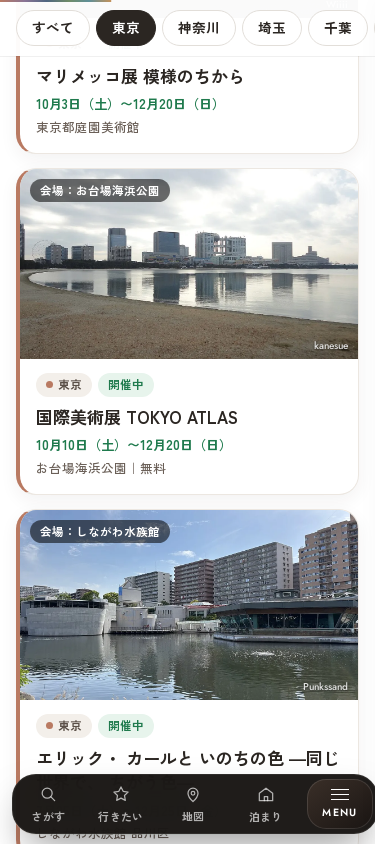 すべて
東京
神奈川
埼玉
千葉
マリメッコ展 模様のちから
10月3日（土）〜12月20日（日）
東京都庭園美術館
会場：お台場海浜公園
kanesue
東京
開催中
国際美術展 TOKYO ATLAS
10月10日（土）〜12月20日（日）
お台場海浜公園｜無料
会場：しながわ水族館
Punkssand
東京
開催中
エリック・ カールと いのちの色 ―同じ
さがす
行きたい
地図
泊まり
MENU